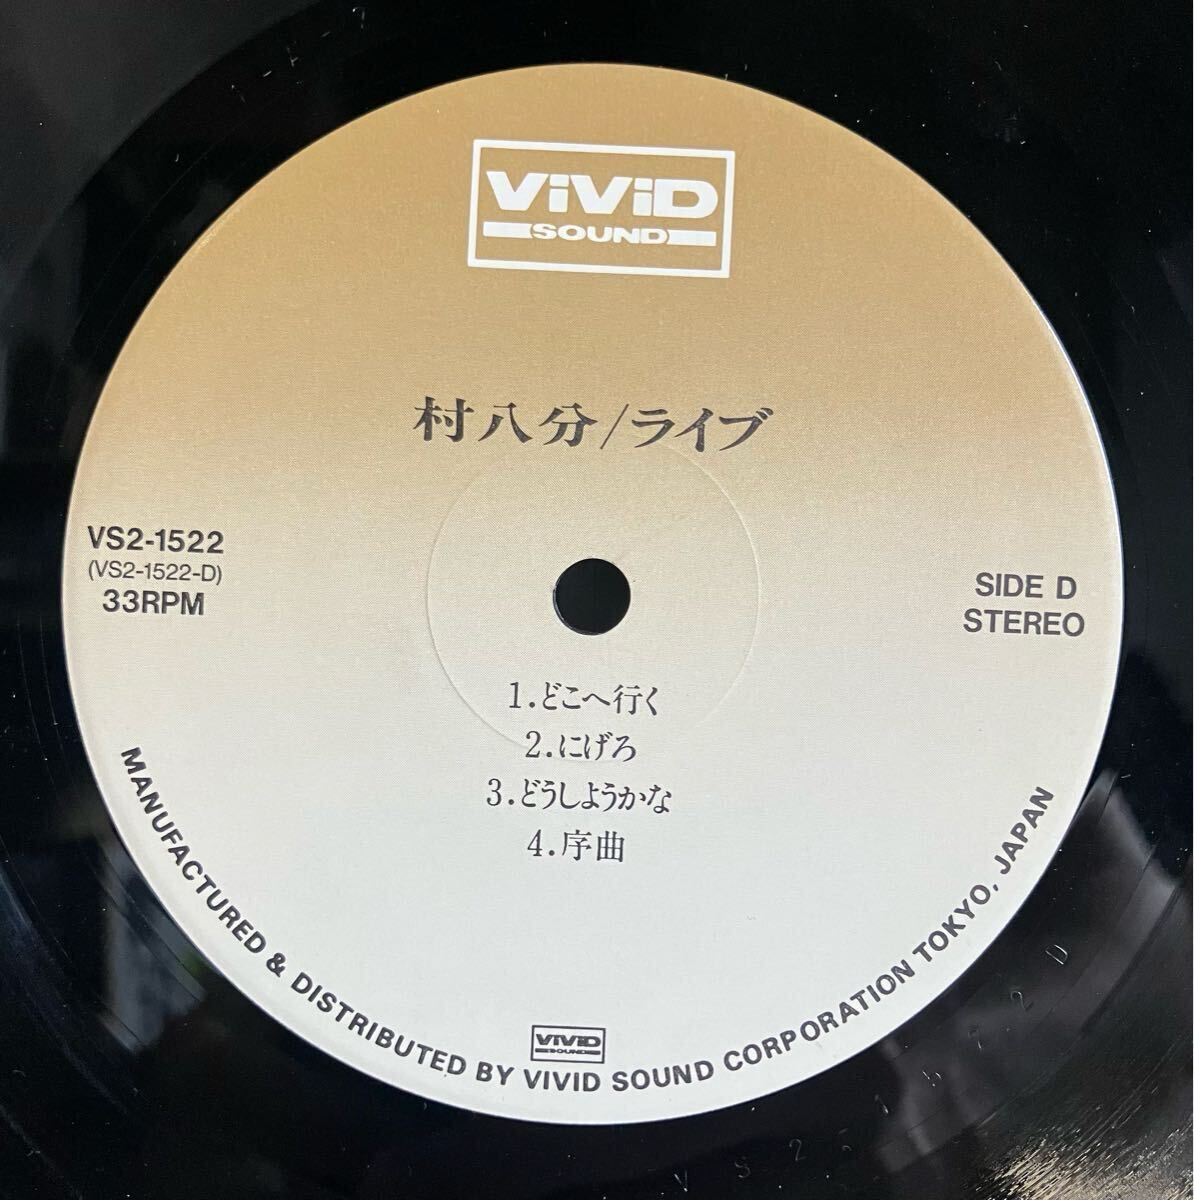 ViViD
SOUND
村八分/ライブ
VS2-1522
(VS2-1522-D)
33RPM
SIDE D
STEREO
1.どこへ行く
2.にげろ
3.どうしようかな
4.序曲
MANUFACTURED & DISTRIBUTED BY VIVID SOUND CORPORATION TOKYO, JAPAN
ViViD
SOUND